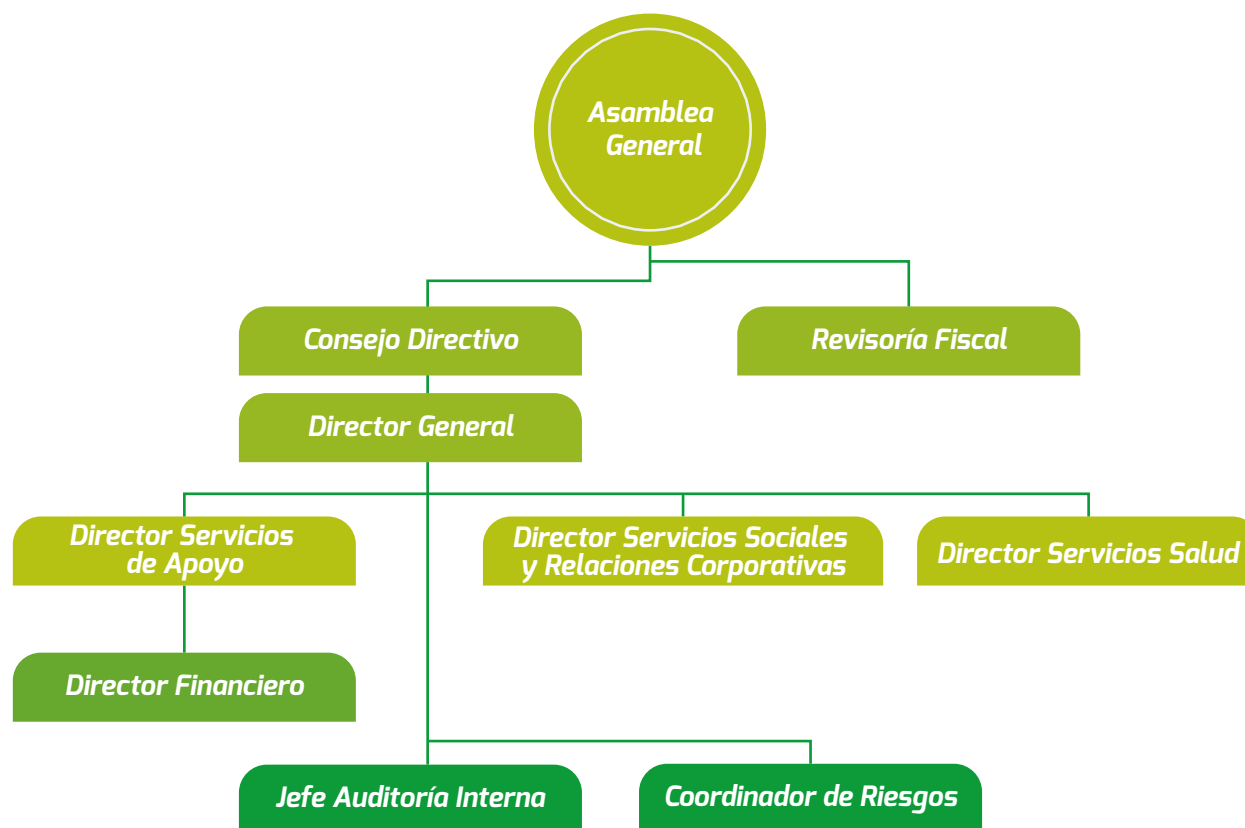 Asamblea
General
Consejo Directivo
Revisoría Fiscal
Director General
Director Servicios
de Apoyo
Director Servicios Sociales
y Relaciones Corporativas
Director Servicios Salud
Director Financiero
Jefe Auditoría Interna
Coordinador de Riesgos